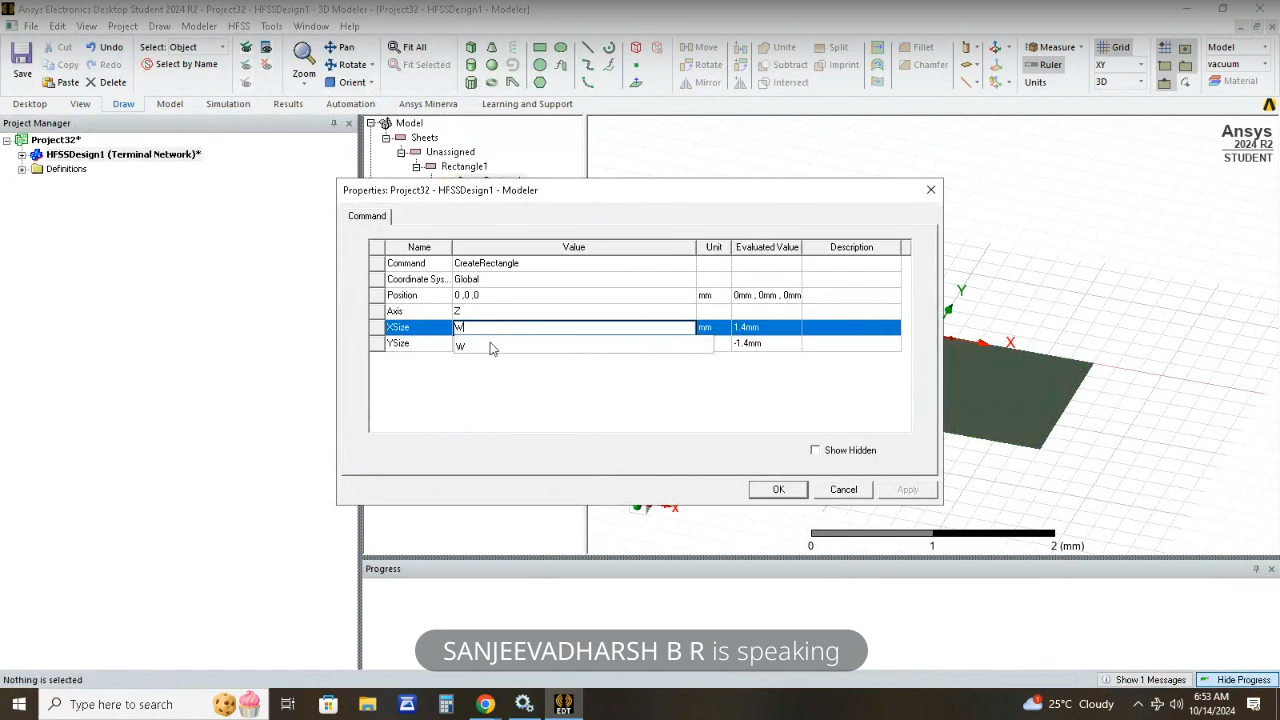 Ansys Electronics Desktop Student 2024 R2 - Project32 - HFSSDesign1 - 3D Modeler - [Project32 - HFSSDesign1 - Modeler]
File Edit View Project Draw Modeler HFSS Tools Window Help
Save
Cut
Copy
Paste
Undo
Redo
Delete
Select: Object
Select by Name
Zoom
Pan
Rotate
Orient
Fit All
Fit Selected
Move
Rotate
Mirror
Unite
Subtract
Intersect
Split
Imprint
Fillet
Chamfer
Measure
Ruler
Units
Grid
XY
3D
Model
vacuum
Material
Desktop View Draw Model Simulation Results Automation Ansys Minerva Learning and Support
Project Manager
Project32*
HFSSDesign1 (Terminal Network)*
Definitions
Model
Sheets
Unassigned
Rectangle1
Ansys
2024 R2
STUDENT
Properties: Project32 - HFSSDesign1 - Modeler
Command
Name Value Unit Evaluated Value Description
Command CreateRectangle
Coordinate Sys... Global
Position 0 ,0 ,0 mm 0mm , 0mm , 0mm
Axis Z
XSize W mm 1.4mm
YSize -1.4mm
W
Show Hidden
OK Cancel Apply
Y
X
X
0 1 2 (mm)
Progress
SANJEEVADHARSH B R is speaking
Nothing is selected
Show 1 Messages Hide Progress
Type here to search
EDT
25°C Cloudy
6:53 AM
10/14/2024